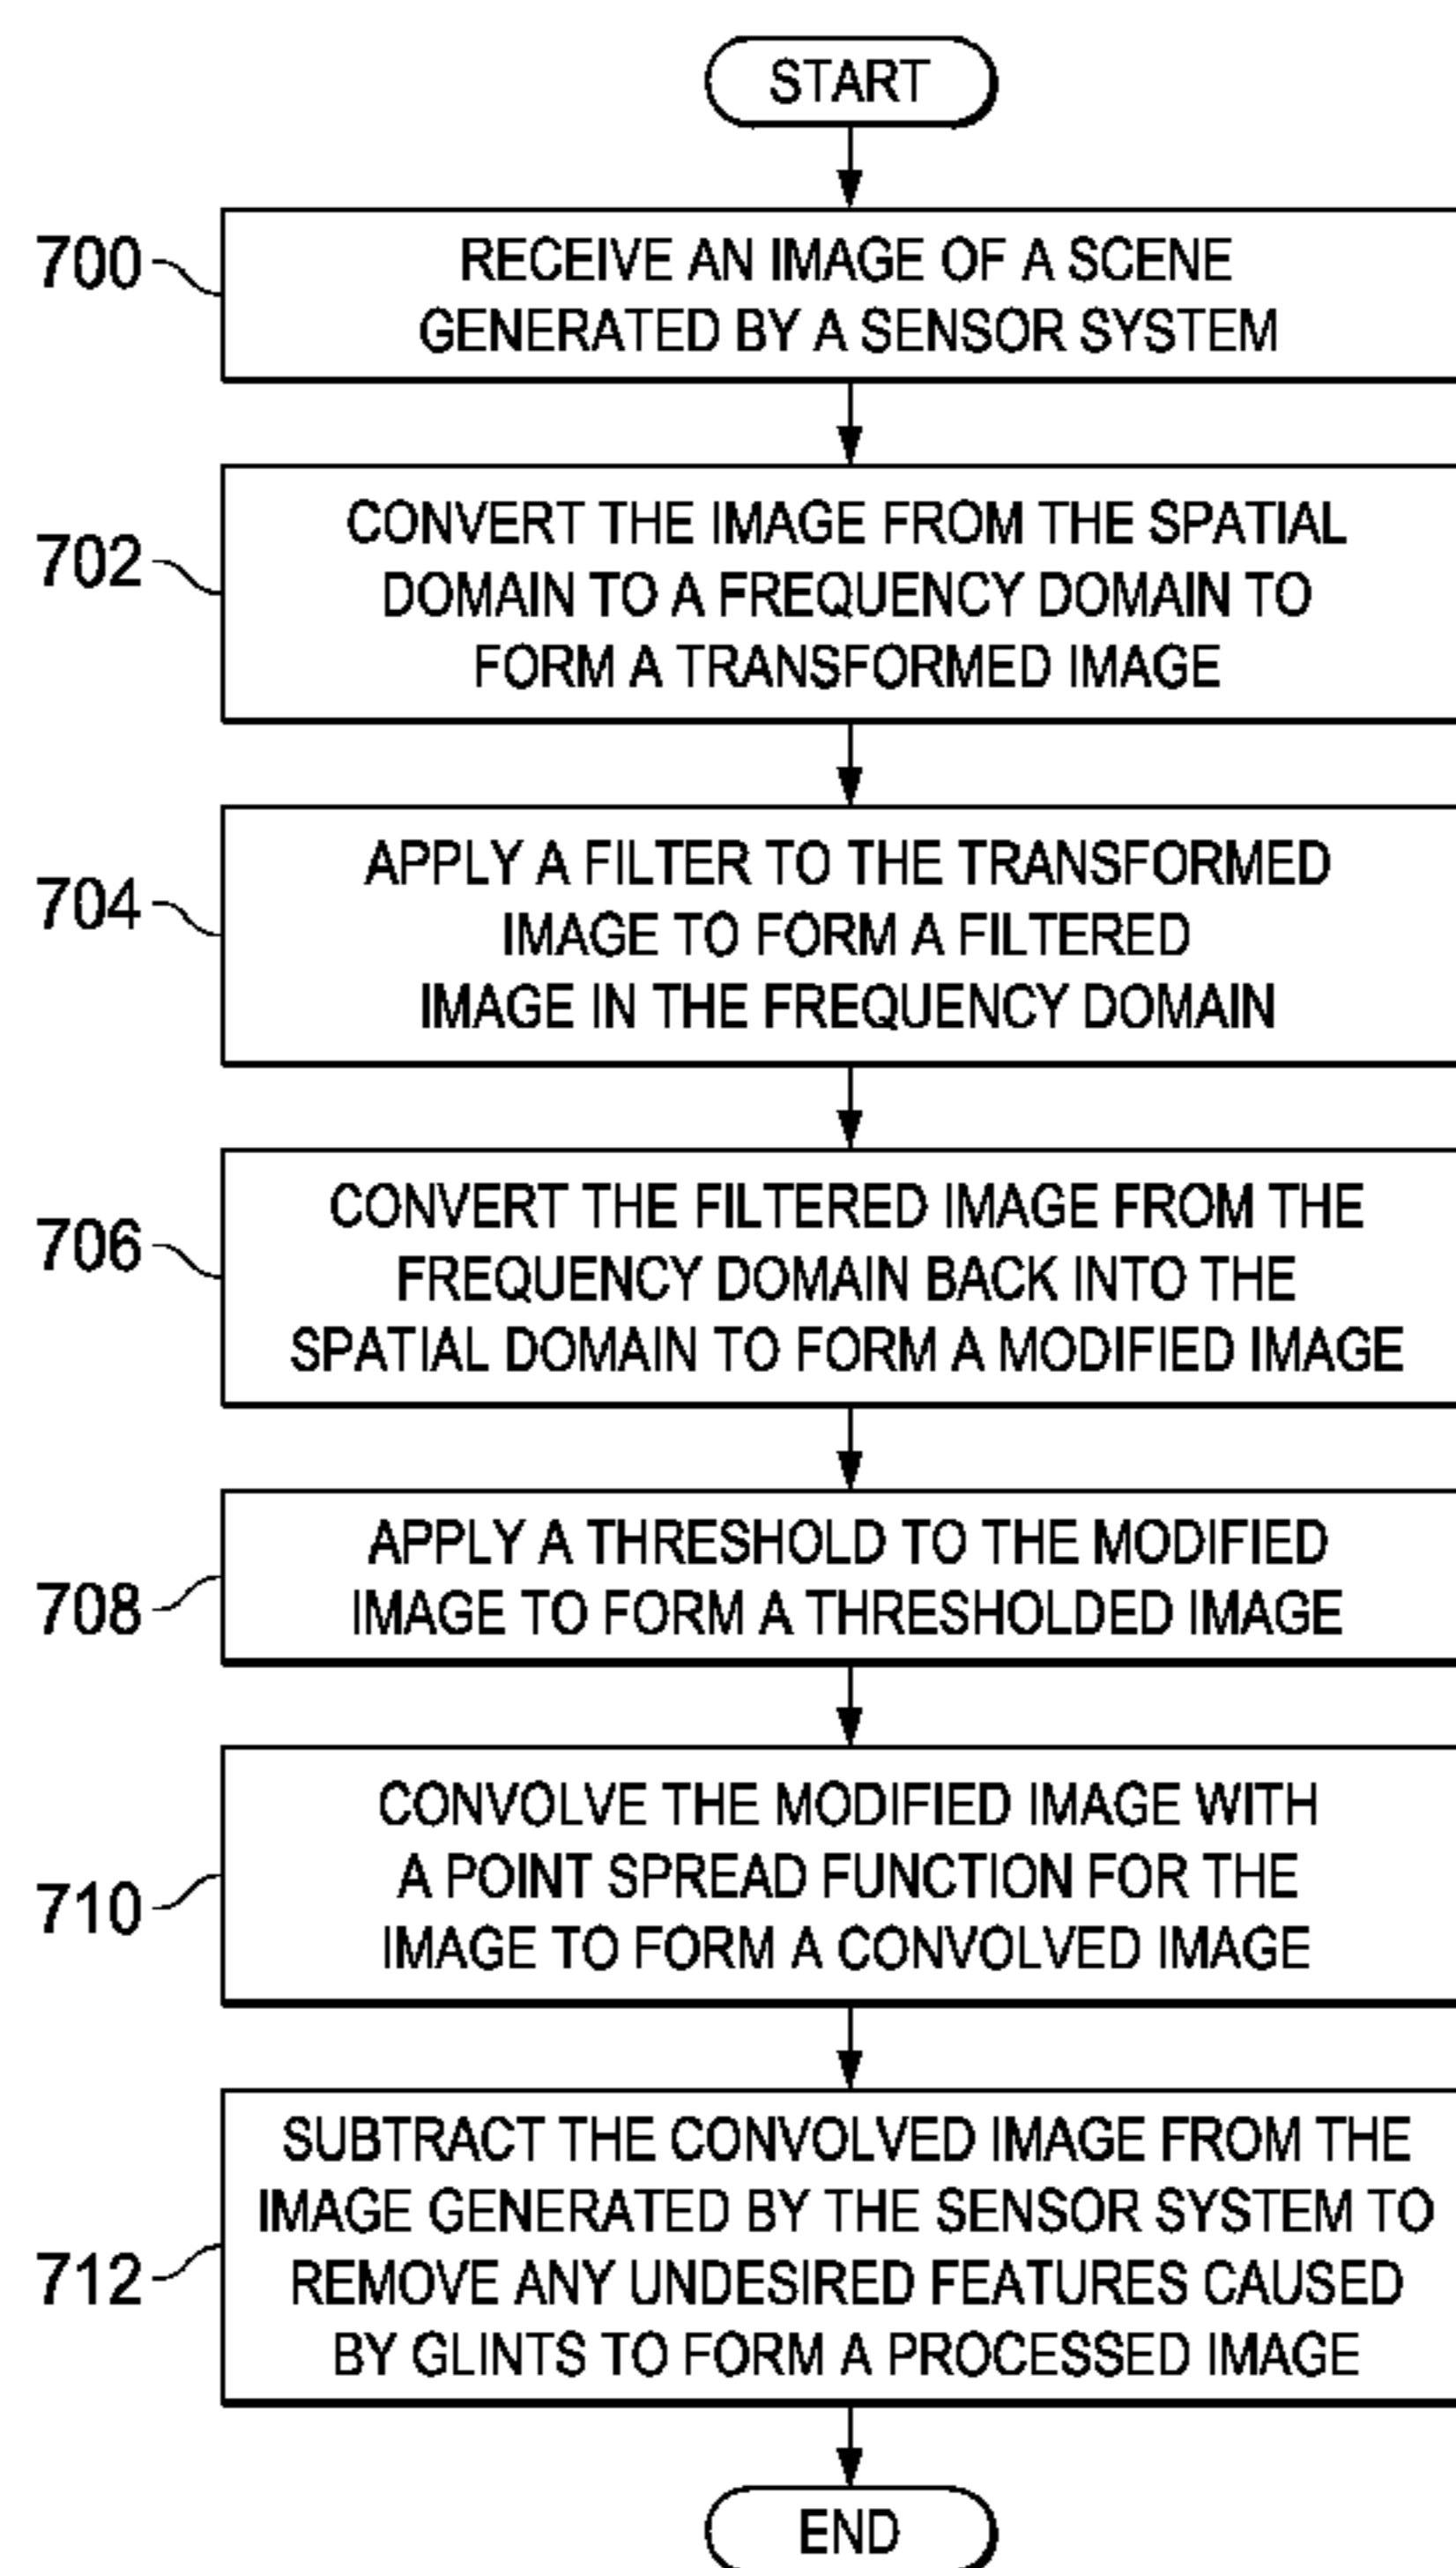 START
700
RECEIVE AN IMAGE OF A SCENE
GENERATED BY A SENSOR SYSTEM
702
CONVERT THE IMAGE FROM THE SPATIAL
DOMAIN TO A FREQUENCY DOMAIN TO
FORM A TRANSFORMED IMAGE
704
APPLY A FILTER TO THE TRANSFORMED
IMAGE TO FORM A FILTERED
IMAGE IN THE FREQUENCY DOMAIN
706
CONVERT THE FILTERED IMAGE FROM THE
FREQUENCY DOMAIN BACK INTO THE
SPATIAL DOMAIN TO FORM A MODIFIED IMAGE
708
APPLY A THRESHOLD TO THE MODIFIED
IMAGE TO FORM A THRESHOLDED IMAGE
710
CONVOLVE THE MODIFIED IMAGE WITH
A POINT SPREAD FUNCTION FOR THE
IMAGE TO FORM A CONVOLVED IMAGE
712
SUBTRACT THE CONVOLVED IMAGE FROM THE
IMAGE GENERATED BY THE SENSOR SYSTEM TO
REMOVE ANY UNDESIRED FEATURES CAUSED
BY GLINTS TO FORM A PROCESSED IMAGE
END